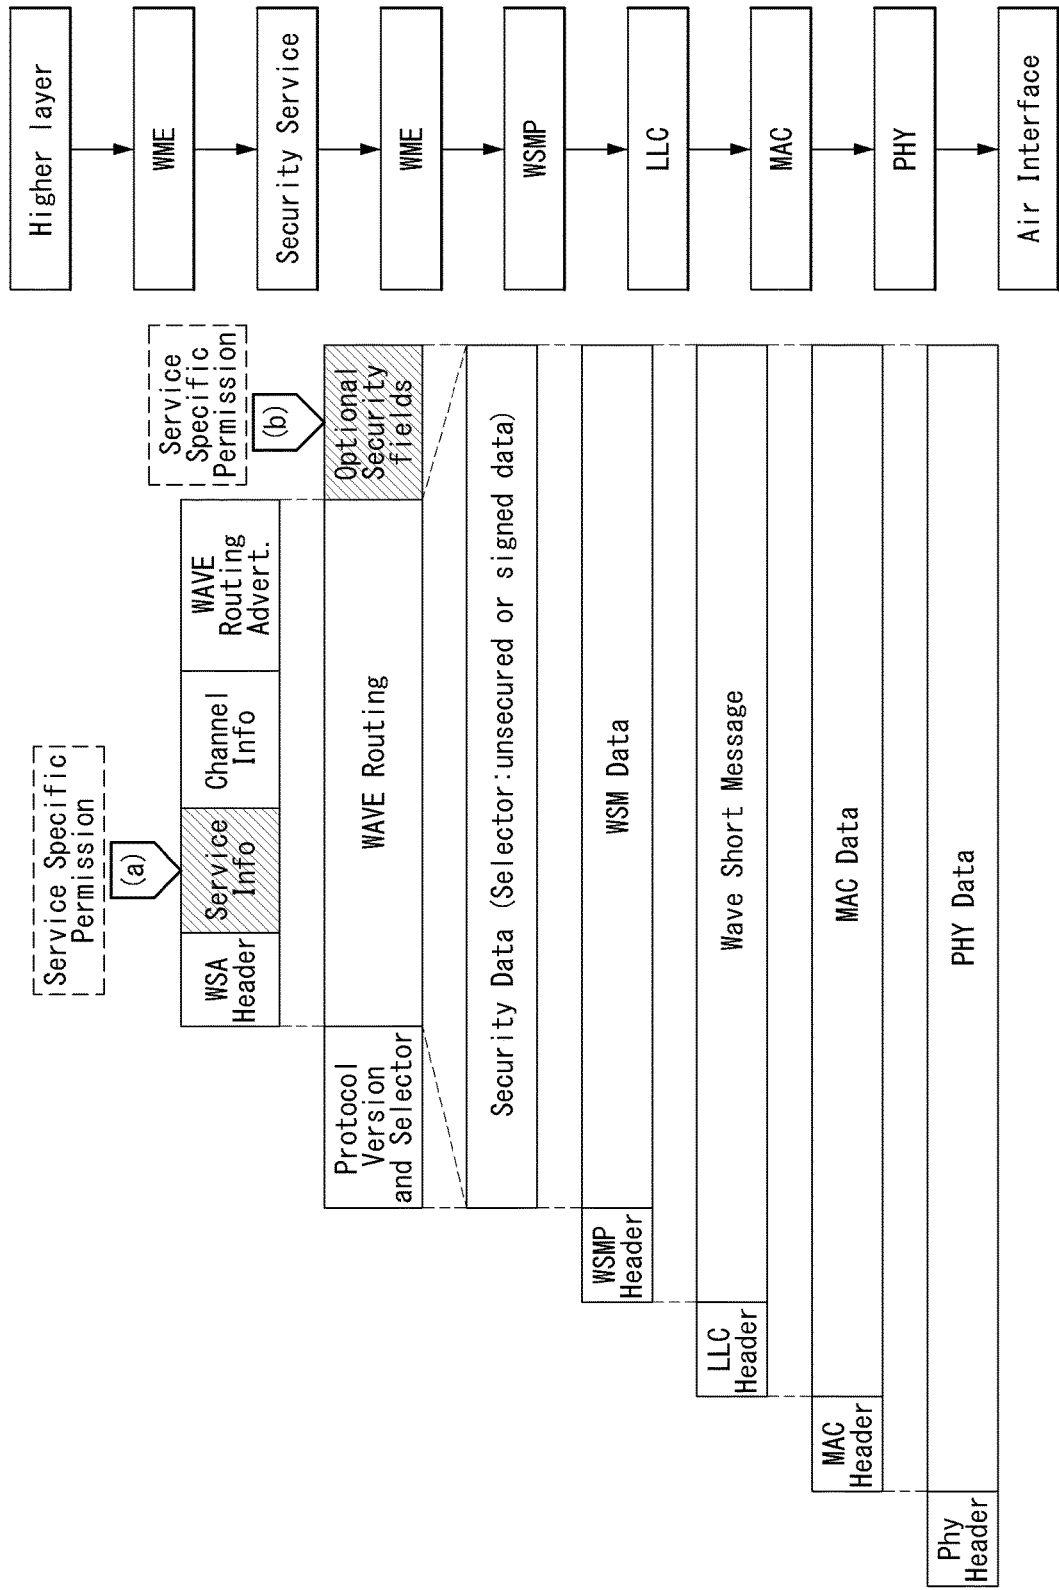 Higher layer
WME
Security Service
WME
WSMP
LLC
MAC
PHY
Air Interface
Service Specific
Permission
(a)
Service
Specific
Permission
(b)
WSA
Header
Service
Info
Channel
Info
WAVE
Routing
Advert.
Protocol
Version
and Selector
WAVE Routing
Optional
Security
fields
Security Data (Selector:unsecured or signed data)
WSMP
Header
WSM Data
LLC
Header
Wave Short Message
MAC
Header
MAC Data
Phy
Header
PHY Data